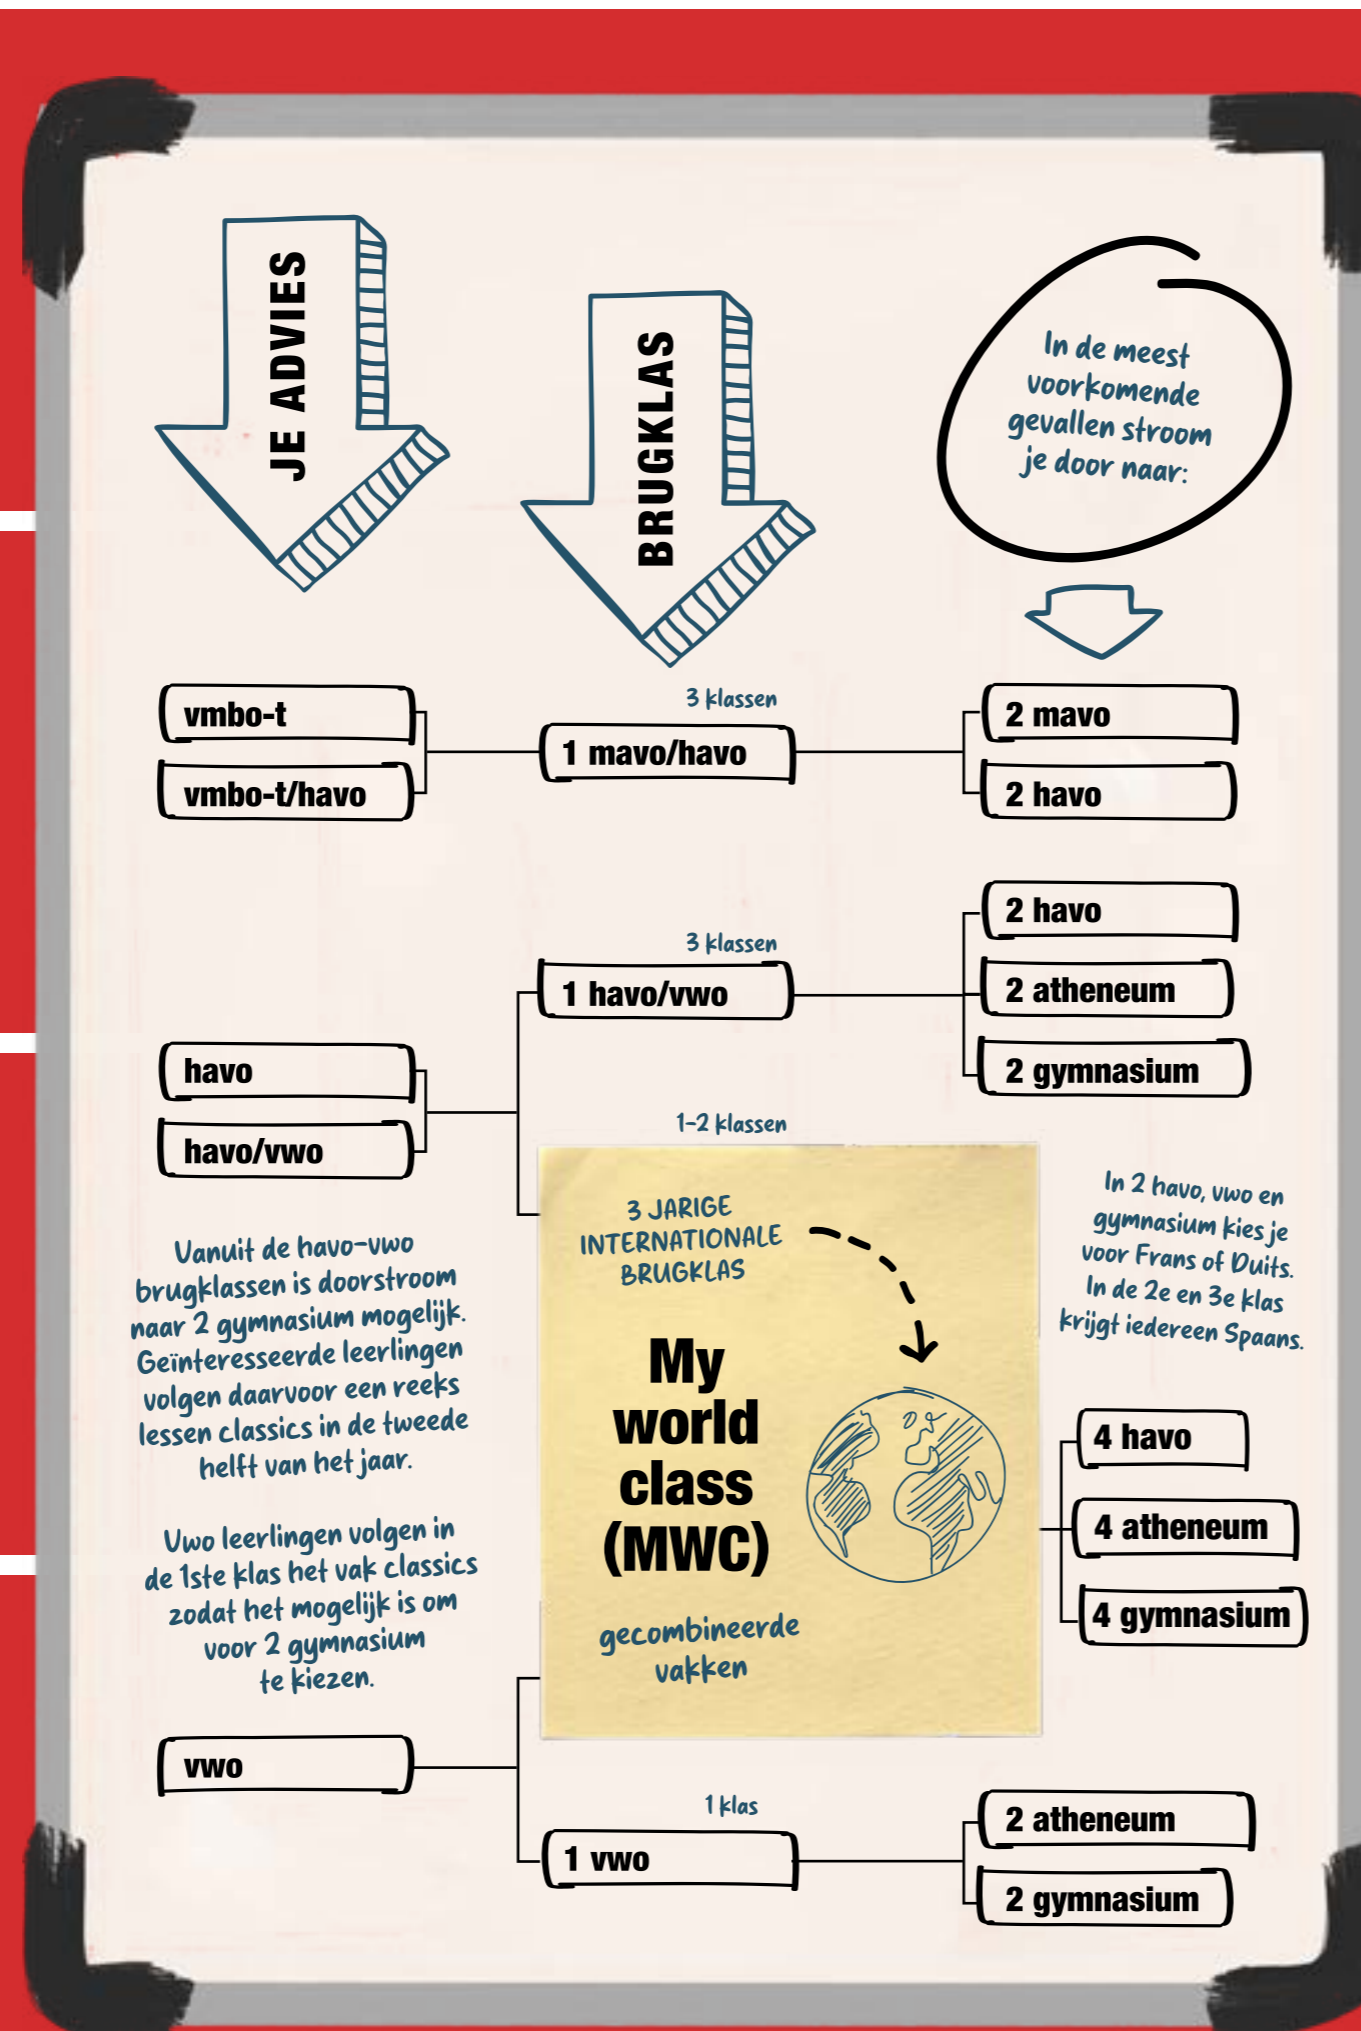 JE ADVIES
BRUGKLAS
In de meest
voorkomende
gevallen stroom
je door naar:
vmbo-t
vmbo-t/havo
3 klassen
1 mavo/havo
2 mavo
2 havo
havo
havo/vwo
3 klassen
1 havo/vwo
2 havo
2 atheneum
2 gymnasium
Vanuit de havo-vwo
brugklassen is doorstroom
naar 2 gymnasium mogelijk.
Geïnteresseerde leerlingen
volgen daarvoor een reeks
lessen classics in de tweede
helft van het jaar.
Vwo leerlingen volgen in
de 1ste klas het vak classics
zodat het mogelijk is om
voor 2 gymnasium
te kiezen.
1-2 klassen
3 JARIGE
INTERNATIONALE
BRUGKLAS
My
world
class
(MWC)
gecombineerde
vakken
In 2 havo, vwo en
gymnasium kies je
voor Frans of Duits.
In de 2e en 3e klas
krijgt iedereen Spaans.
4 havo
4 atheneum
4 gymnasium
vwo
1 klas
1 vwo
2 atheneum
2 gymnasium